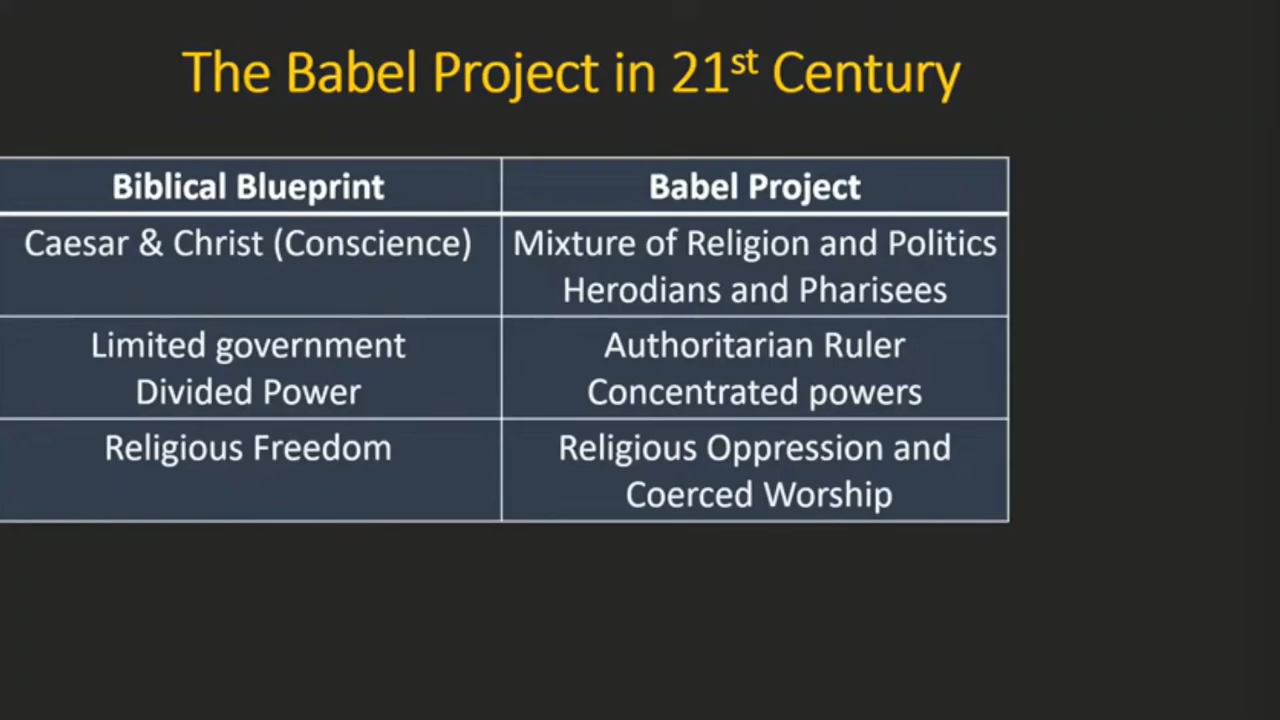 The Babel Project in 21st Century
Biblical Blueprint
Babel Project
Caesar & Christ (Conscience)
Mixture of Religion and Politics
Herodians and Pharisees
Limited government
Divided Power
Authoritarian Ruler
Concentrated powers
Religious Freedom
Religious Oppression and
Coerced Worship